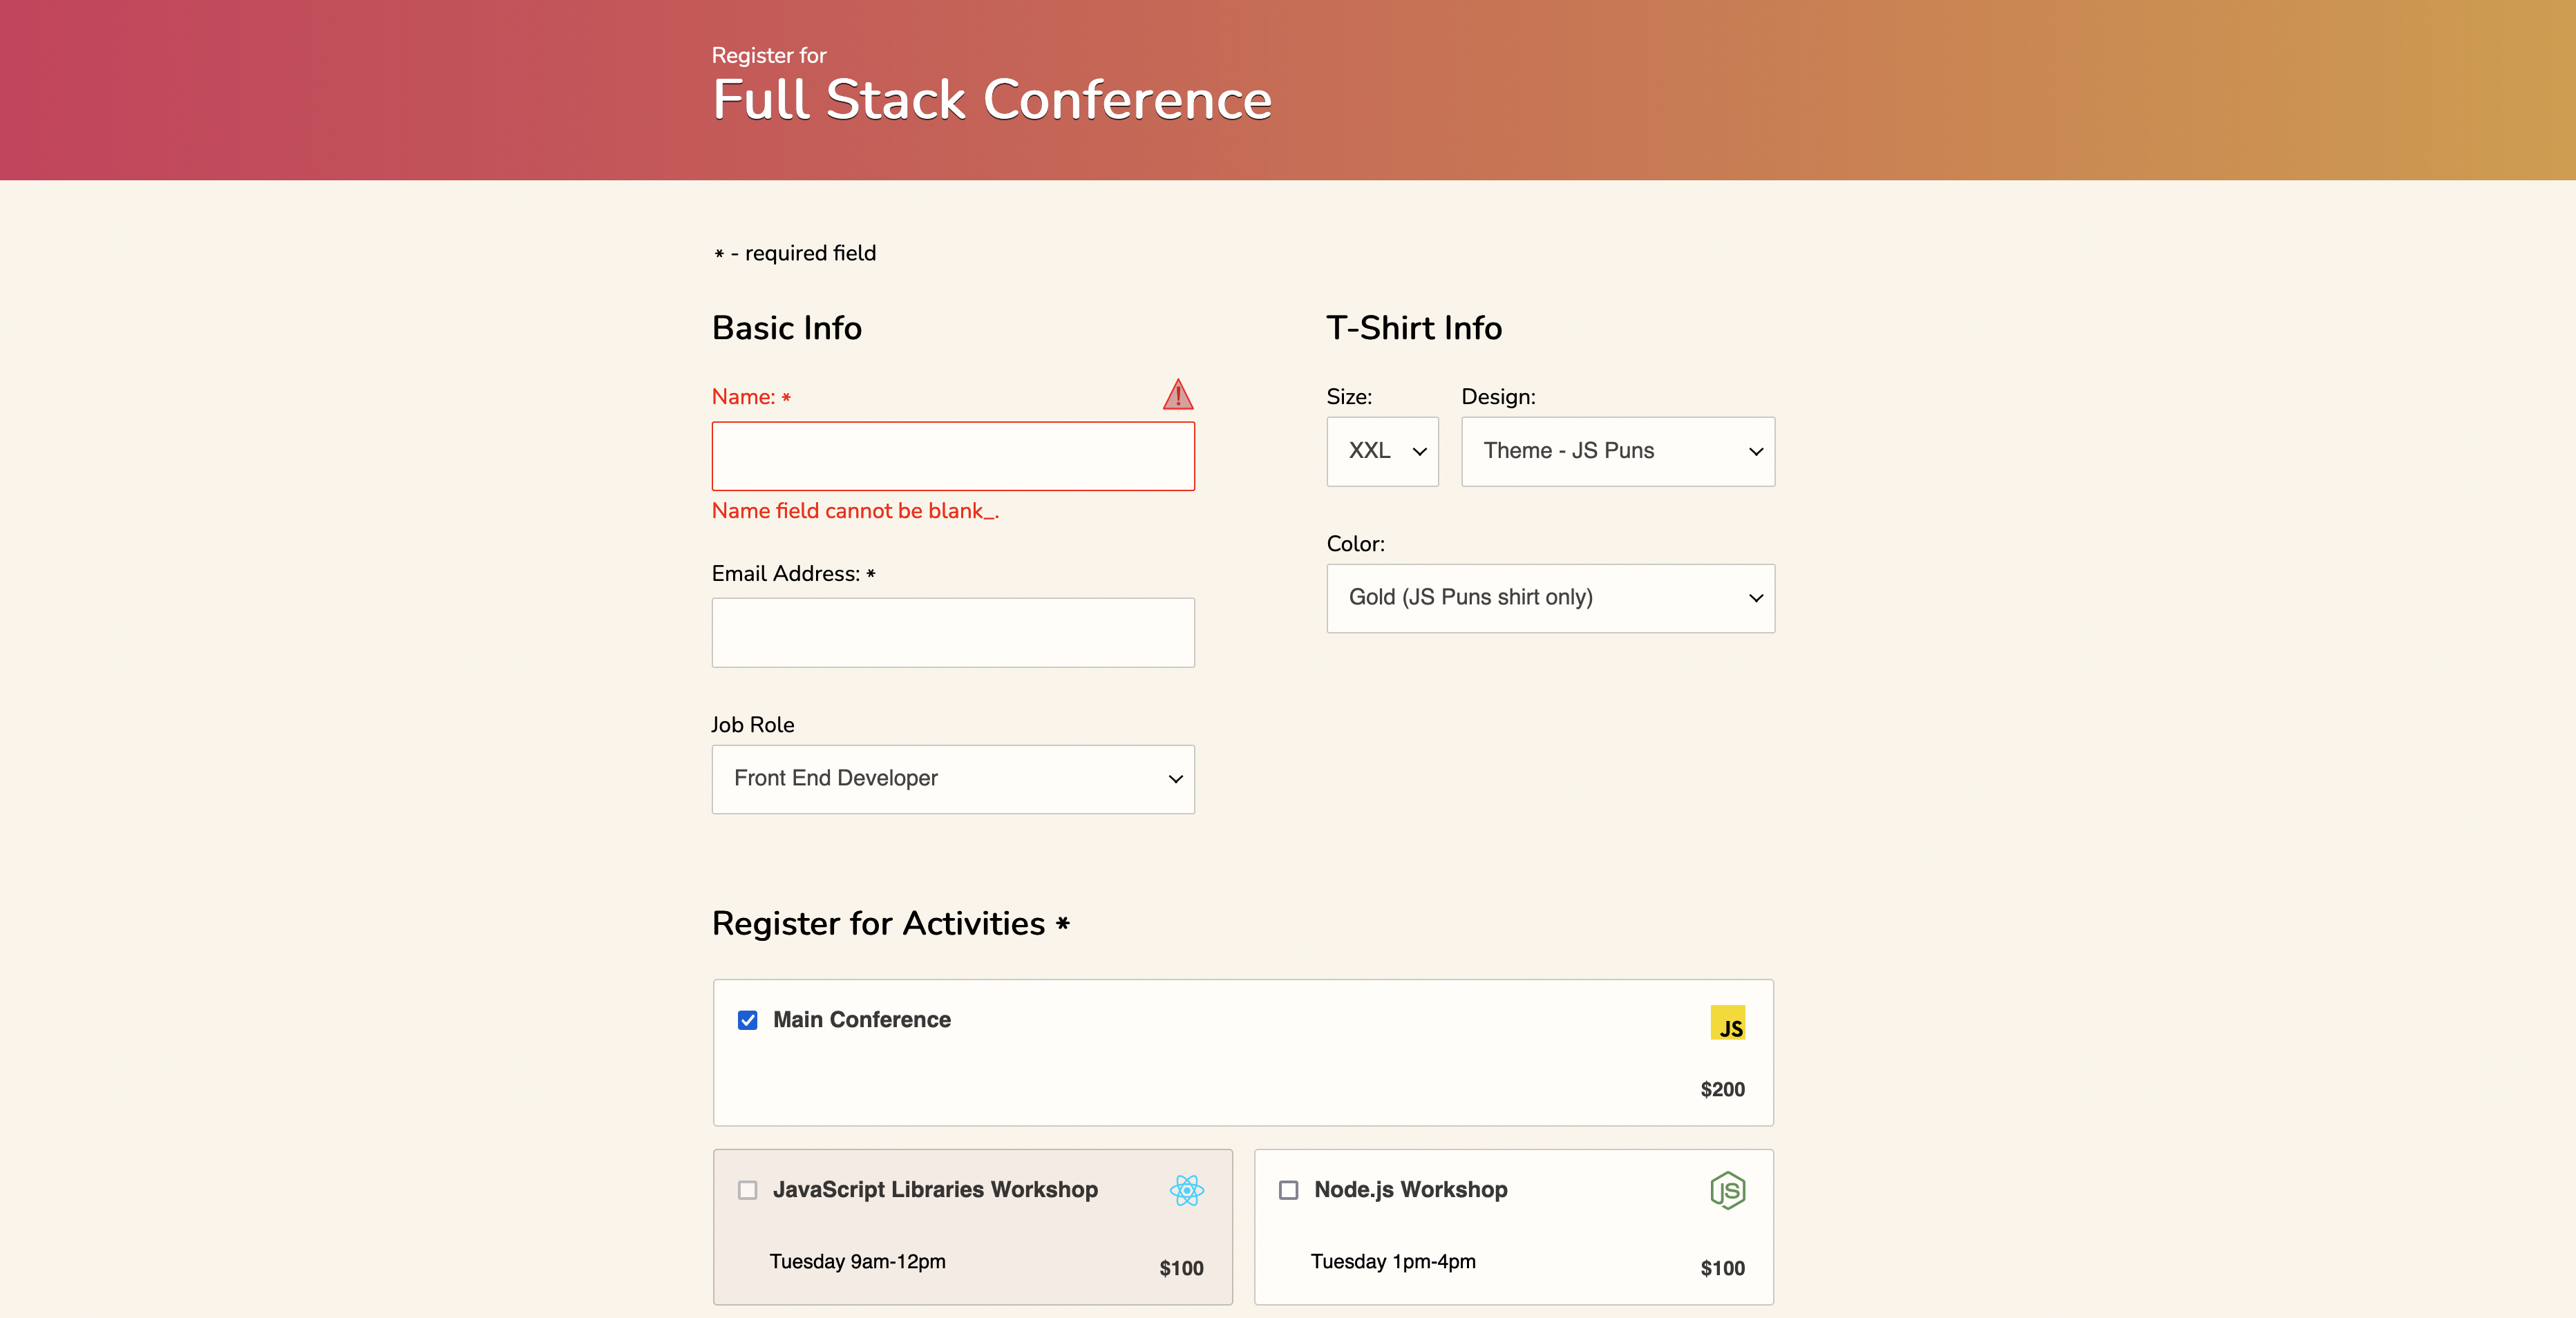 Register for
Full Stack Conference
* - required field
Basic Info
Name: *
Name field cannot be blank_.
Email Address: *
Job Role
Front End Developer
T-Shirt Info
Size:
Design:
XXL
Theme - JS Puns
Color:
Gold (JS Puns shirt only)
Register for Activities *
Main Conference
JS
$200
JavaScript Libraries Workshop
Tuesday 9am-12pm
$100
Node.js Workshop
JS
Tuesday 1pm-4pm
$100